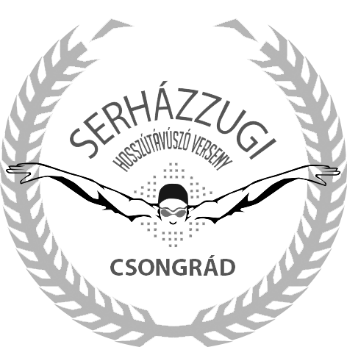 SERHÁZZUGI
HOSSZÚTÁVÚSZÓ VERSENY
CSONGRÁD